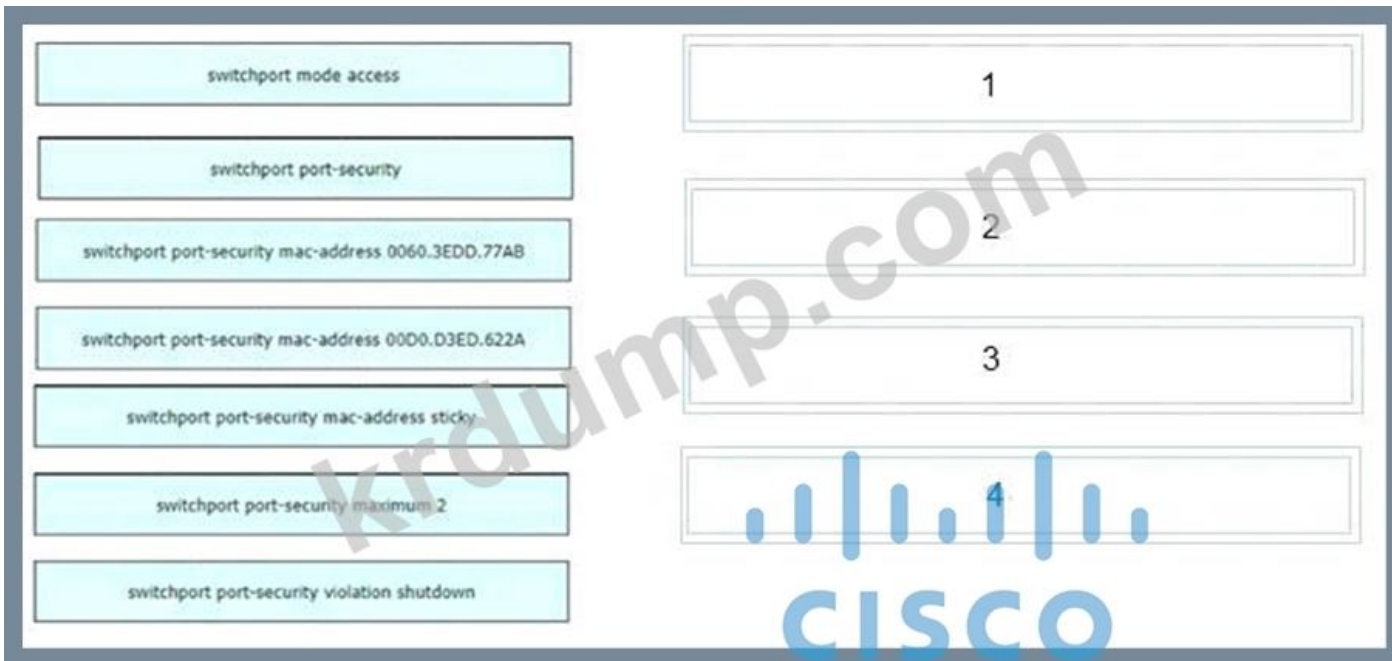 switchport mode access
switchport port-security
switchport port-security mac-address 0060.3EDD.77AB
switchport port-security mac-address 00D0.D3ED.622A
switchport port-security mac-address sticky
switchport port-security maximum 2
switchport port-security violation shutdown
1
2
3
4
krdump.com
CISCO